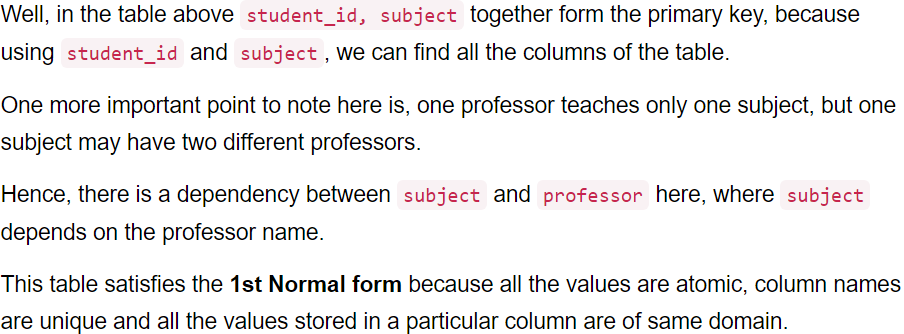 Well, in the table above student_id, subject together form the primary key, because
using student_id and subject, we can find all the columns of the table.
One more important point to note here is, one professor teaches only one subject, but one
subject may have two different professors.
Hence, there is a dependency between subject and professor here, where subject
depends on the professor name.
This table satisfies the 1st Normal form because all the values are atomic, column names
are unique and all the values stored in a particular column are of same domain.